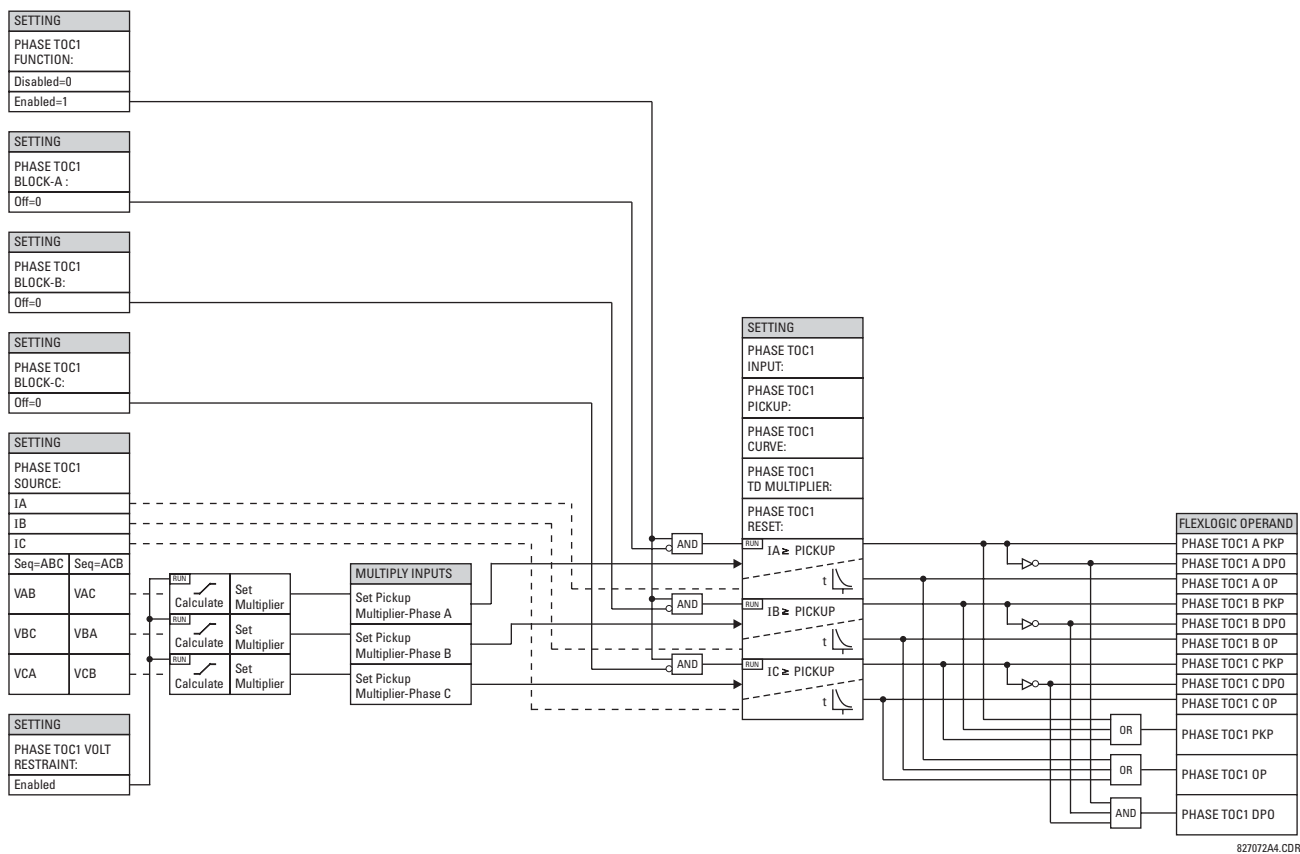 SETTING
PHASE TOC1
FUNCTION:
Disabled=0
Enabled=1
SETTING
PHASE TOC1
BLOCK-A :
Off=0
SETTING
PHASE TOC1
BLOCK-B:
Off=0
SETTING
PHASE TOC1
BLOCK-C:
Off=0
SETTING
PHASE TOC1
SOURCE:
IA
IB
IC
Seq=ABC Seq=ACB
VAB VAC
VBC VBA
VCA VCB
SETTING
PHASE TOC1 VOLT
RESTRAINT:
Enabled
RUN
Calculate
Set
Multiplier
RUN
Calculate
Set
Multiplier
RUN
Calculate
Set
Multiplier
MULTIPLY INPUTS
Set Pickup
Multiplier-Phase A
Set Pickup
Multiplier-Phase B
Set Pickup
Multiplier-Phase C
AND
AND
AND
SETTING
PHASE TOC1
INPUT:
PHASE TOC1
PICKUP:
PHASE TOC1
CURVE:
PHASE TOC1
TD MULTIPLIER:
PHASE TOC1
RESET:
RUN IA≥ PICKUP
t
RUN IB≥ PICKUP
t
RUN IC≥ PICKUP
t
OR
OR
AND
FLEXLOGIC OPERAND
PHASE TOC1 A PKP
PHASE TOC1 A DPO
PHASE TOC1 A OP
PHASE TOC1 B PKP
PHASE TOC1 B DPO
PHASE TOC1 B OP
PHASE TOC1 C PKP
PHASE TOC1 C DPO
PHASE TOC1 C OP
PHASE TOC1 PKP
PHASE TOC1 OP
PHASE TOC1 DPO
827072A4.CDR